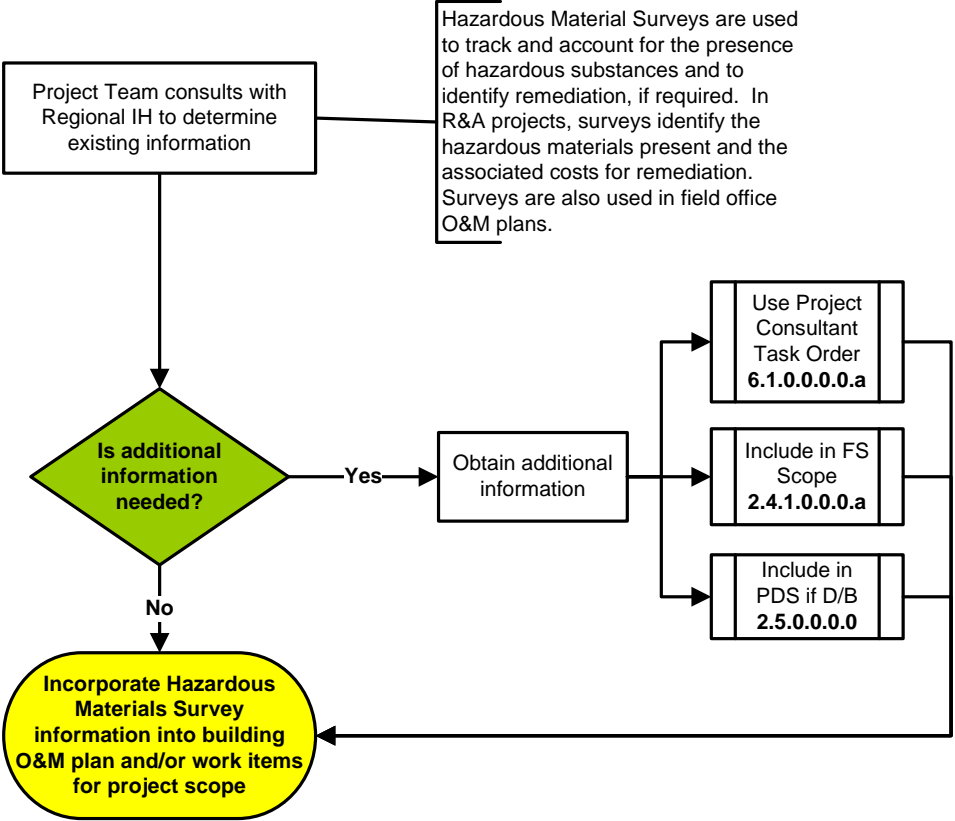 Project Team consults with
Regional IH to determine
existing information
Hazardous Material Surveys are used
to track and account for the presence
of hazardous substances and to
identify remediation, if required.  In
R&A projects, surveys identify the
hazardous materials present and the
associated costs for remediation.
Surveys are also used in field office
O&M plans.
Is additional
information
needed?
Yes
Obtain additional
information
Use Project
Consultant
Task Order
6.1.0.0.0.0.a
Include in FS
Scope
2.4.1.0.0.0.a
Include in
PDS if D/B
2.5.0.0.0.0
No
Incorporate Hazardous
Materials Survey
information into building
O&M plan and/or work items
for project scope